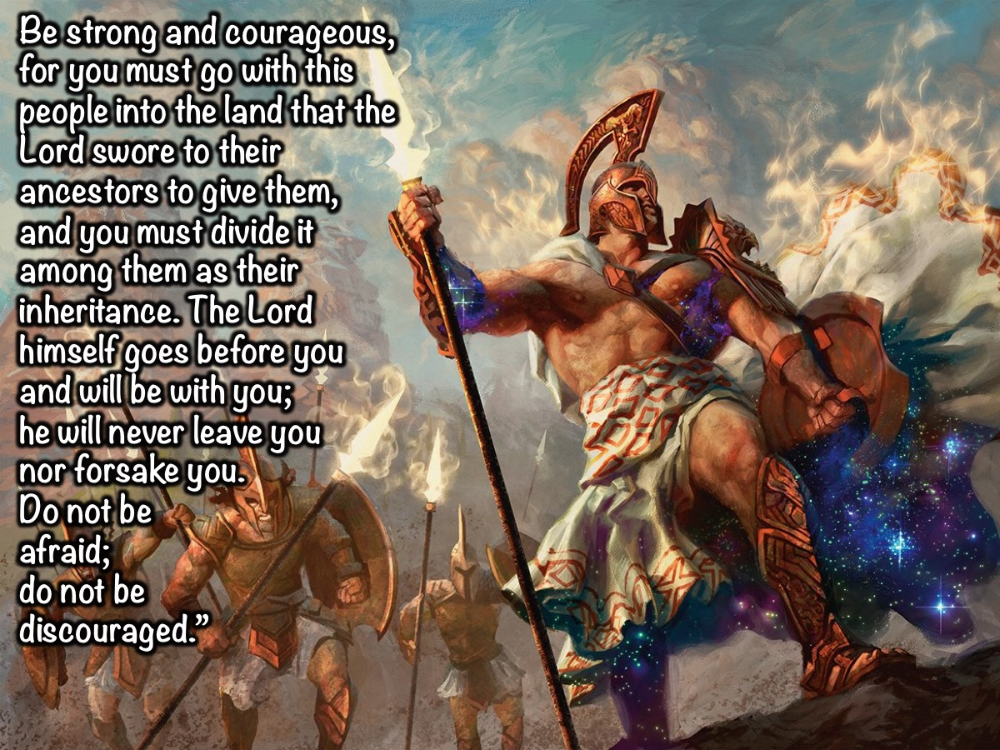 Be strong and courageous,
for you must go with this
people into the land that the
Lord swore to their
ancestors to give them,
and you must divide it
among them as their
inheritance. The Lord
himself goes before you
and will be with you;
he will never leave you
nor forsake you.
Do not be
afraid;
do not be
discouraged.”